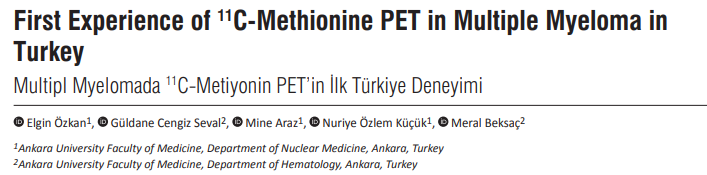 First Experience of ¹¹C-Methionine PET in Multiple Myeloma in
Turkey
Multipl Myelomada ¹¹C-Metiyonin PET’in İlk Türkiye Deneyimi
Elgin Özkan¹, Güldane Cengiz Seval², Mine Araz¹, Nuriye Özlem Küçük¹, Meral Beksaç²
¹Ankara University Faculty of Medicine, Department of Nuclear Medicine, Ankara, Turkey
²Ankara University Faculty of Medicine, Department of Hematology, Ankara, Turkey